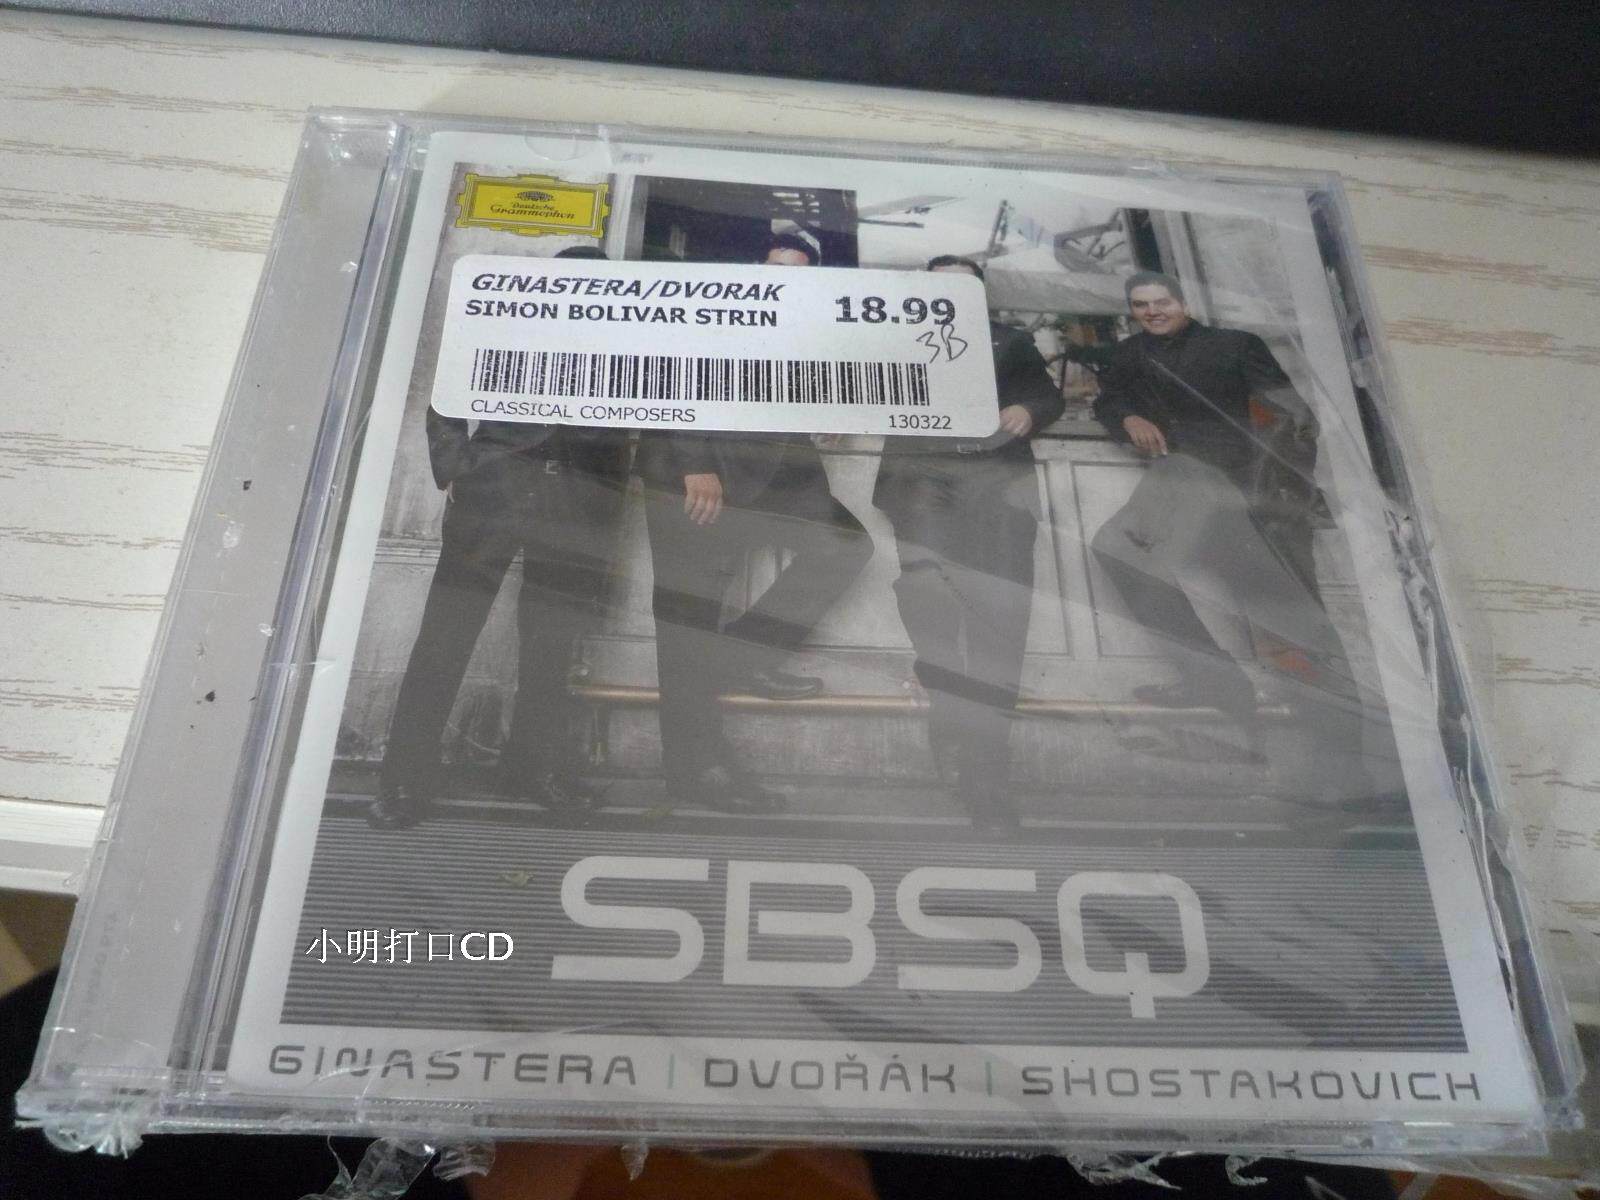 Deutsche
Grammophon
GINASTERA/DVORAK
SIMON BOLIVAR STRIN
18.99
3B
CLASSICAL COMPOSERS
130322
SBSQ
小明打口CD
GINASTERA | DVOŘÁK | SHOSTAKOVICH